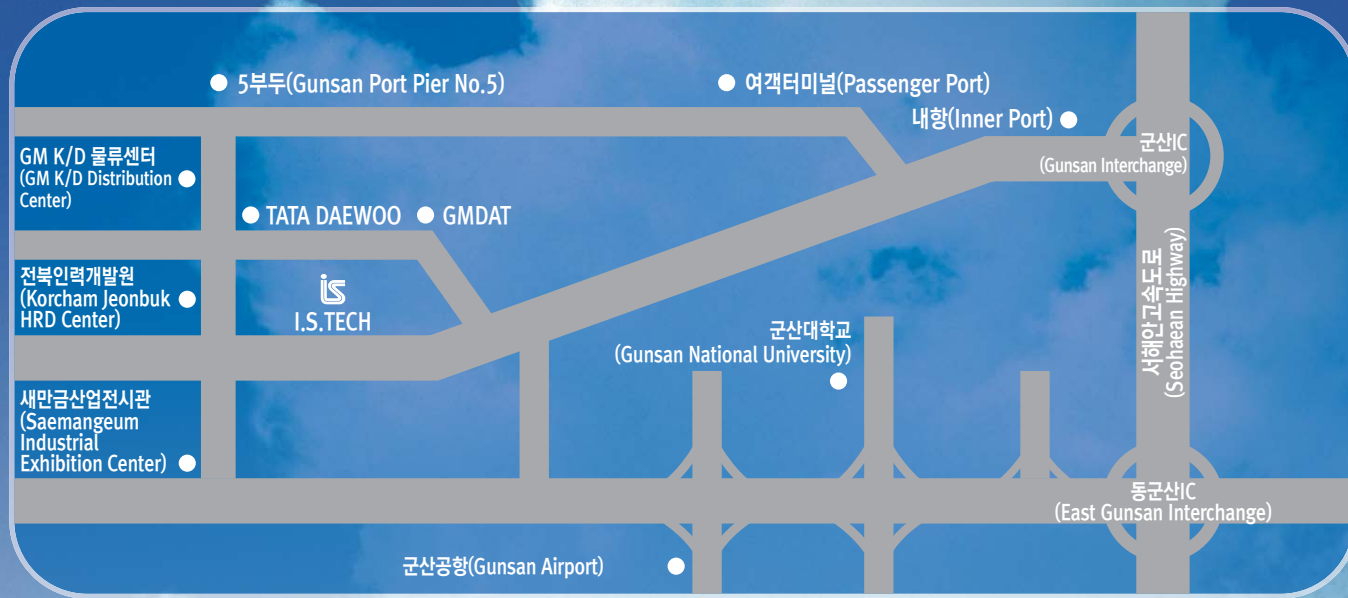 5부두(Gunsan Port Pier No.5)
여객터미널(Passenger Port)
내항(Inner Port)
군산IC
(Gunsan Interchange)
GM K/D 물류센터
(GM K/D Distribution
Center)
TATA DAEWOO
GMDAT
전북인력개발원
(Korcham Jeonbuk
HRD Center)
is
I.S.TECH
서해안고속도로
(Seohaean Highway)
군산대학교
(Gunsan National University)
새만금산업전시관
(Saemangeum
Industrial
Exhibition Center)
동군산IC
(East Gunsan Interchange)
군산공항(Gunsan Airport)